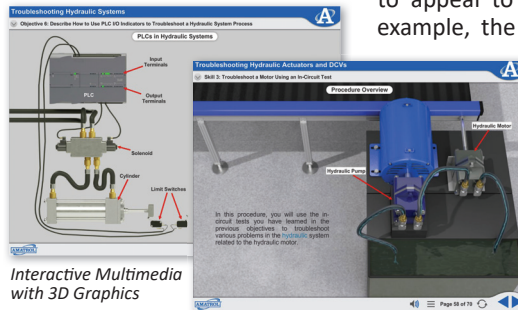 to appear to
example, the
Troubleshooting Hydraulic Systems
Objective 6: Describe How to Use PLC I/O Indicators to Troubleshoot a Hydraulic System Process
A
PLCs in Hydraulic Systems
Input
Terminals
PLC
Output
Terminals
Solenoid
Cylinder
Limit Switches
AMATROL
Troubleshooting Hydraulic Actuators and DCVs
Skill 3: Troubleshoot a Motor Using an In-Circuit Test
A
Procedure Overview
Hydraulic Motor
Hydraulic Pump
In this procedure, you will use the in-
circuit tests you have learned in the
previous objectives to troubleshoot
various problems in the hydraulic system
related to the hydraulic motor.
AMATROL
Page 58 of 70
Interactive Multimedia
with 3D Graphics